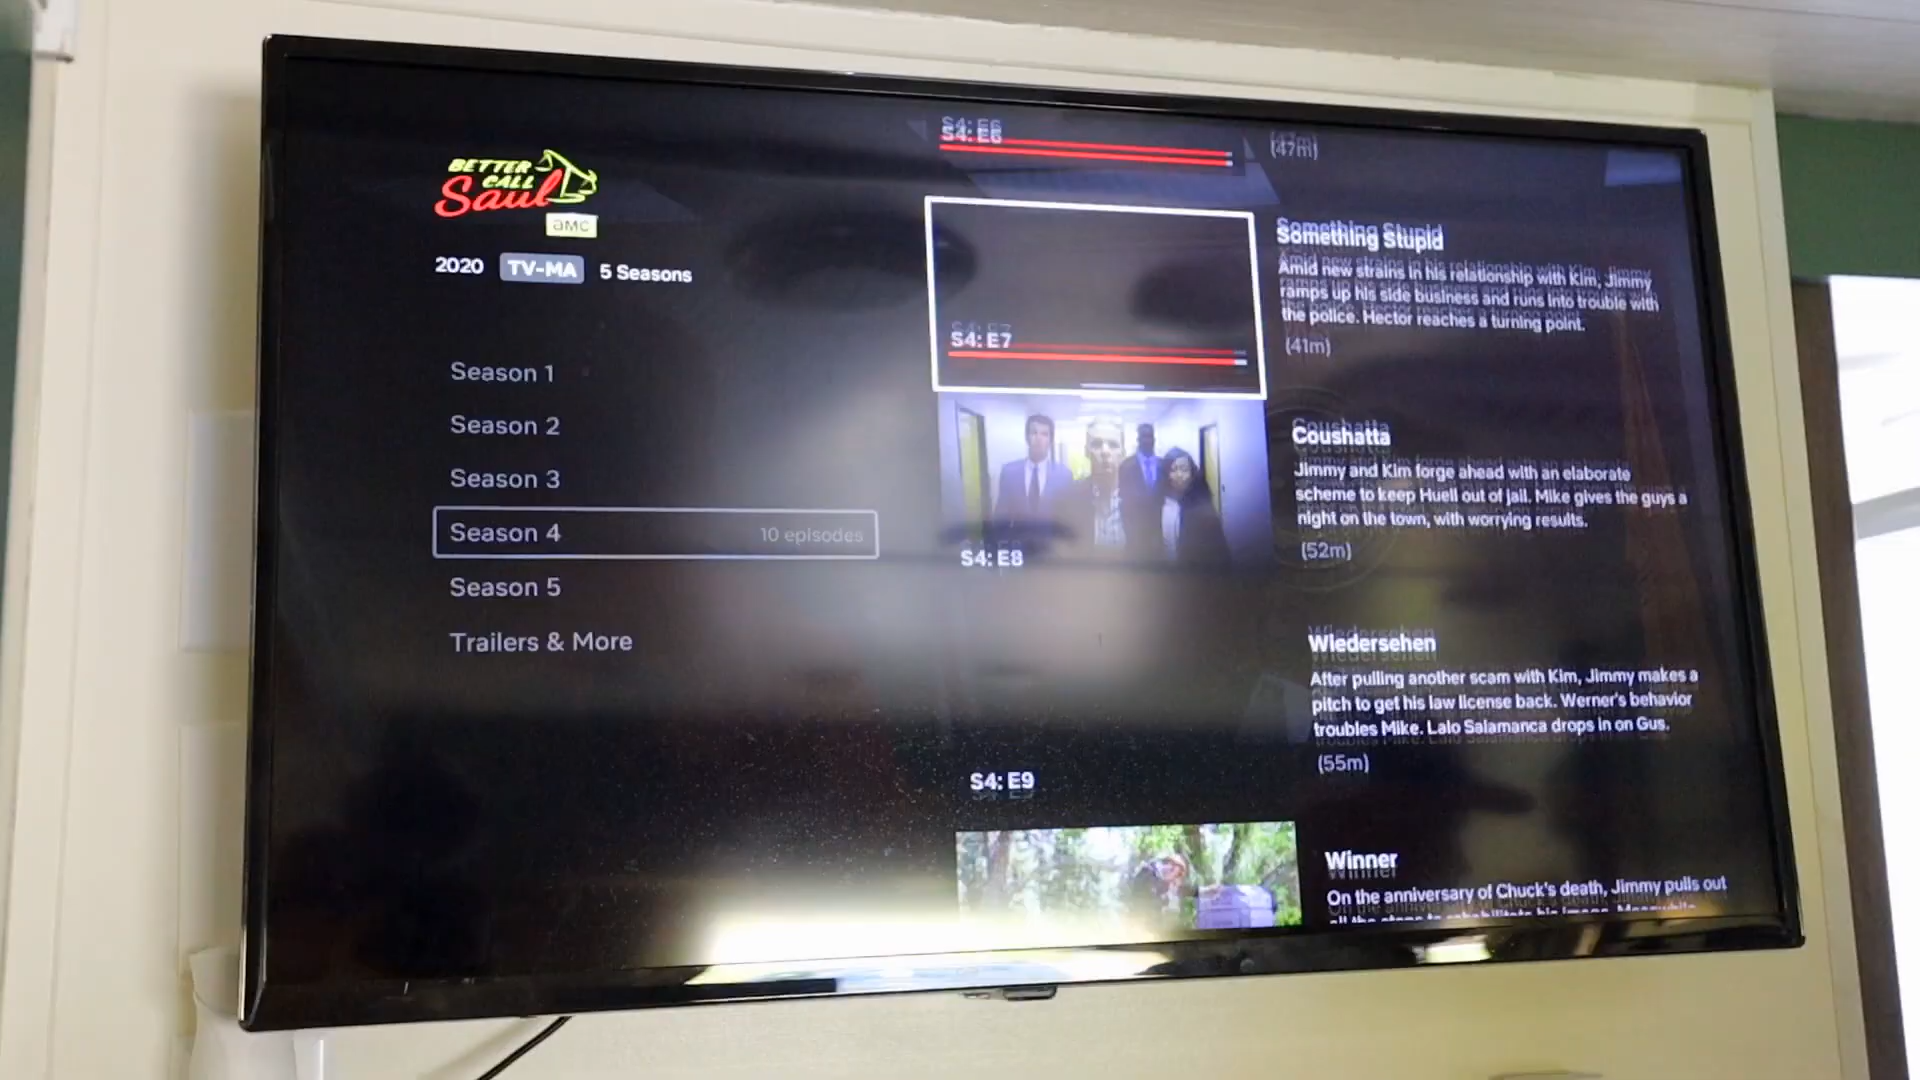 BETTER
CALL
Saul
aMC
2020 TV-MA 5 Seasons
Season 1
Season 2
Season 3
Season 4 10 episodes
Season 5
Trailers & More
S4: E6
(47m)
S4: E7
Something Stupid
Amid new strains in his relationship with Kim, Jimmy
ramps up his side business and runs into trouble with
the police. Hector reaches a turning point.
(41m)
S4: E8
Coushatta
Jimmy and Kim forge ahead with an elaborate
scheme to keep Huell out of jail. Mike gives the guys a
night on the town, with worrying results.
(52m)
S4: E9
Wiedersehen
After pulling another scam with Kim, Jimmy makes a
pitch to get his law license back. Werner's behavior
troubles Mike. Lalo Salamanca drops in on Gus.
(55m)
Winner
On the anniversary of Chuck's death, Jimmy pulls out